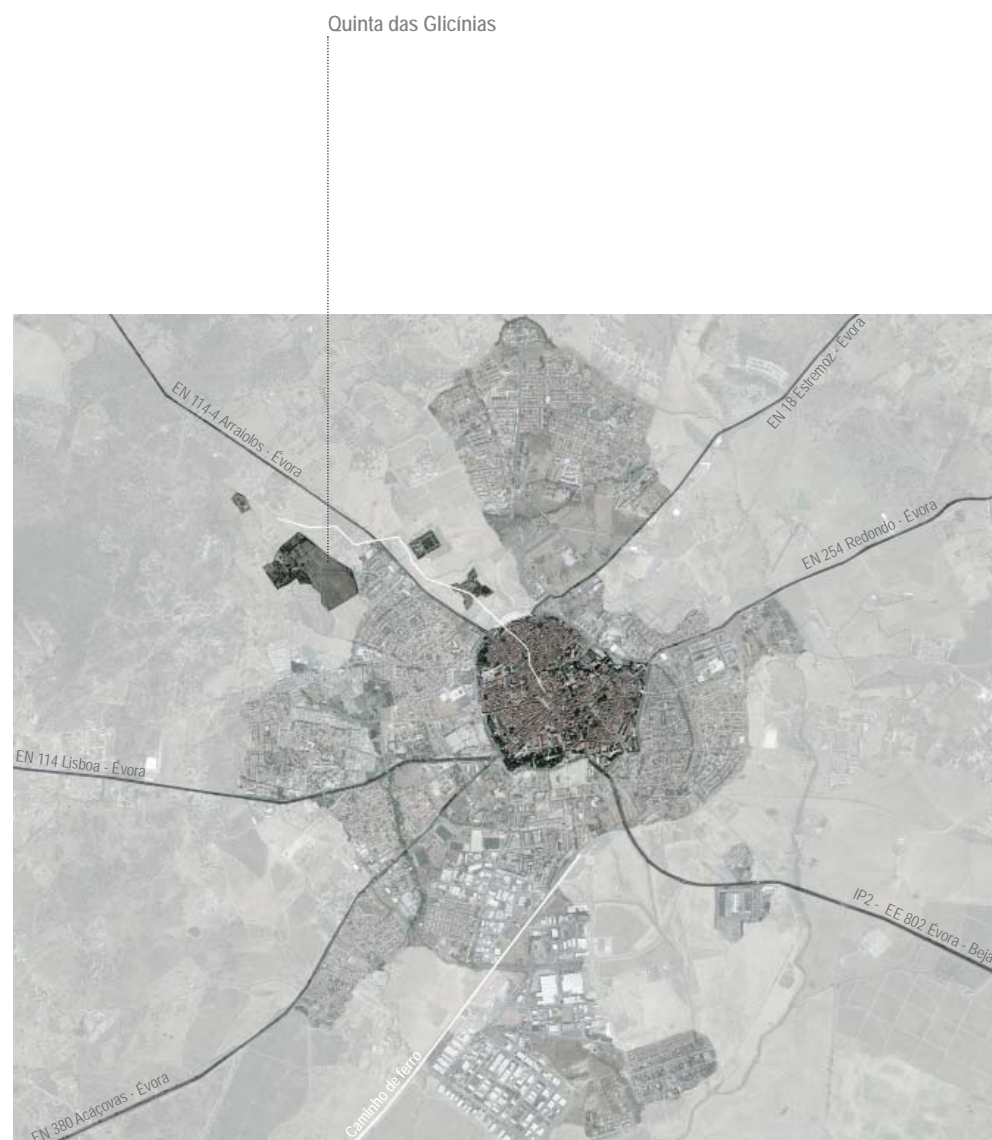 Quinta das Glicínias
EN 114-4 Arraiolos - Évora
EN 18 Estremoz - Évora
EN 254 Redondo - Évora
EN 114 Lisboa - Évora
IP2 - EE 802 Évora - Beja
Caminho de ferro
EN 380 Acáçovas - Évora